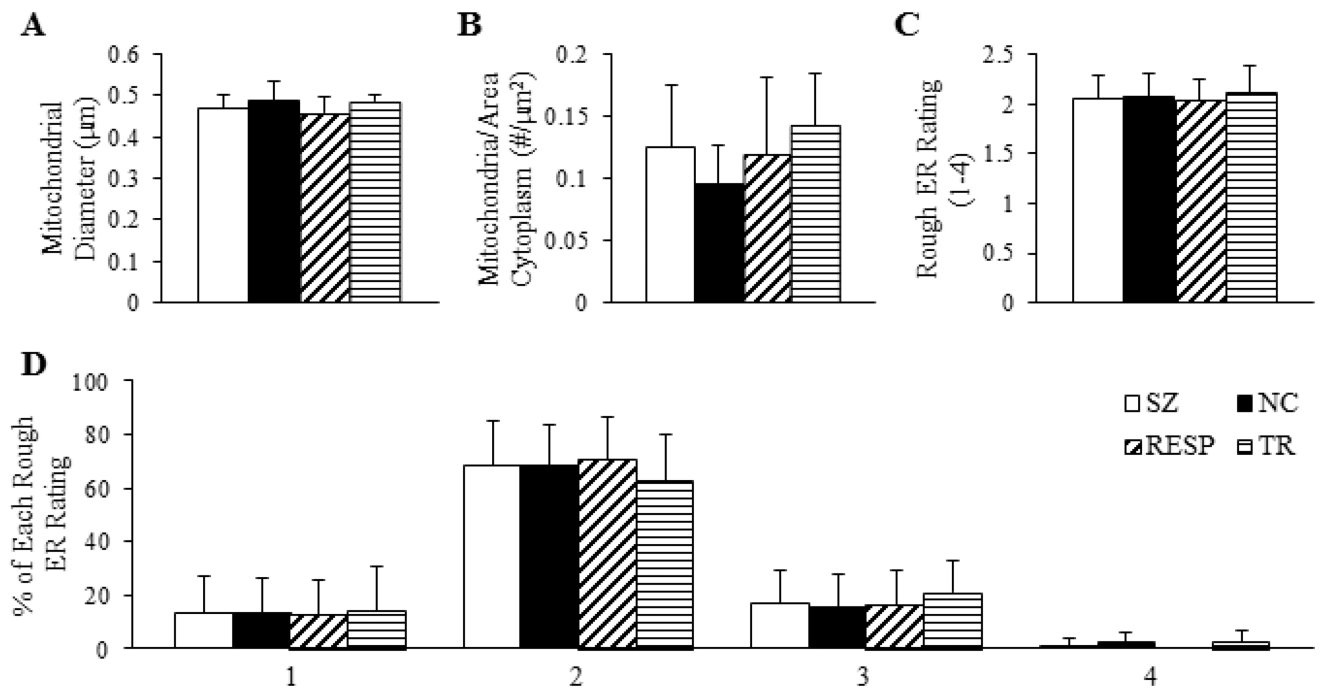 A
Mitochondrial
Diameter (μm)
0.6
0.5
0.4
0.3
0.2
0.1
0
B
Mitochondria/Area
Cytoplasm (#/μm²)
0.2
0.15
0.1
0.05
0
C
Rough ER Rating
(1-4)
2.5
2
1.5
1
0.5
0
D
% of Each Rough
ER Rating
100
80
60
40
20
0
1
2
3
4
SZ NC
RESP TR